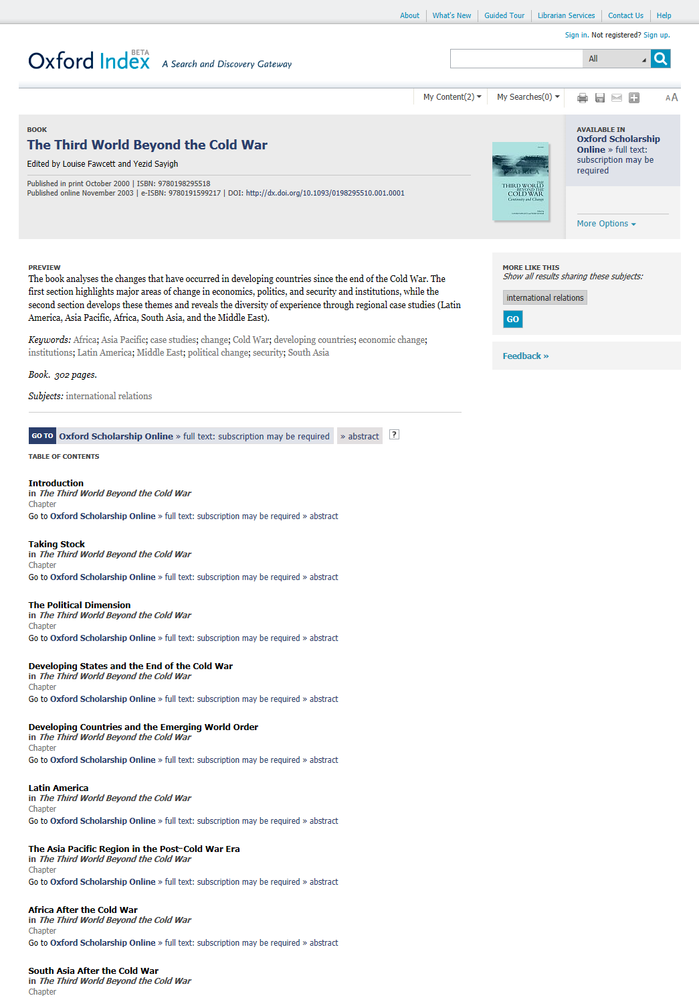 About What's New Guided Tour Librarian Services Contact Us Help
Sign in. Not registered? Sign up.
Oxford Index BETA A Search and Discovery Gateway
All
My Content(2) My Searches(0)
A A
BOOK
The Third World Beyond the Cold War
Edited by Louise Fawcett and Yezid Sayigh
Published in print October 2000 | ISBN: 9780198295518
Published online November 2003 | e-ISBN: 9780191599217 | DOI: http://dx.doi.org/10.1093/0198295510.001.0001
THE
THIRD WORLD
BEYOND THE
COLD WAR
Continuity and Change
AVAILABLE IN
Oxford Scholarship
Online » full text:
subscription may be
required
More Options
PREVIEW
The book analyses the changes that have occurred in developing countries since the end of the Cold War. The
first section highlights major areas of change in economics, politics, and security and institutions, while the
second section develops these themes and reveals the diversity of experience through regional case studies (Latin
America, Asia Pacific, Africa, South Asia, and the Middle East).
Keywords: Africa; Asia Pacific; case studies; change; Cold War; developing countries; economic change;
institutions; Latin America; Middle East; political change; security; South Asia
Book. 302 pages.
Subjects: international relations
MORE LIKE THIS
Show all results sharing these subjects:
international relations
GO
Feedback »
GO TO Oxford Scholarship Online » full text: subscription may be required » abstract ?
TABLE OF CONTENTS
Introduction
in The Third World Beyond the Cold War
Chapter
Go to Oxford Scholarship Online » full text: subscription may be required » abstract
Taking Stock
in The Third World Beyond the Cold War
Chapter
Go to Oxford Scholarship Online » full text: subscription may be required » abstract
The Political Dimension
in The Third World Beyond the Cold War
Chapter
Go to Oxford Scholarship Online » full text: subscription may be required » abstract
Developing States and the End of the Cold War
in The Third World Beyond the Cold War
Chapter
Go to Oxford Scholarship Online » full text: subscription may be required » abstract
Developing Countries and the Emerging World Order
in The Third World Beyond the Cold War
Chapter
Go to Oxford Scholarship Online » full text: subscription may be required » abstract
Latin America
in The Third World Beyond the Cold War
Chapter
Go to Oxford Scholarship Online » full text: subscription may be required » abstract
The Asia Pacific Region in the Post‐Cold War Era
in The Third World Beyond the Cold War
Chapter
Go to Oxford Scholarship Online » full text: subscription may be required » abstract
Africa After the Cold War
in The Third World Beyond the Cold War
Chapter
Go to Oxford Scholarship Online » full text: subscription may be required » abstract
South Asia After the Cold War
in The Third World Beyond the Cold War
Chapter